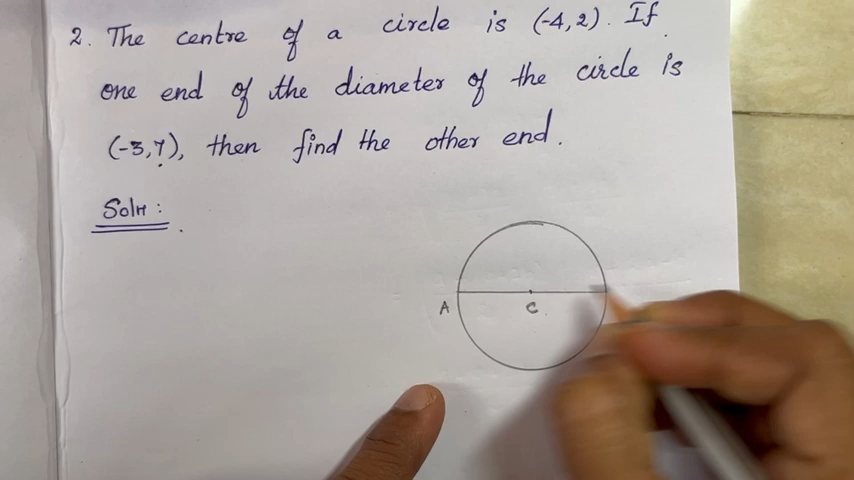 2. The centre of a circle is (-4,2). If
one end of the diameter of the circle is
(-3,7), then find the other end.
Soln :
A
C